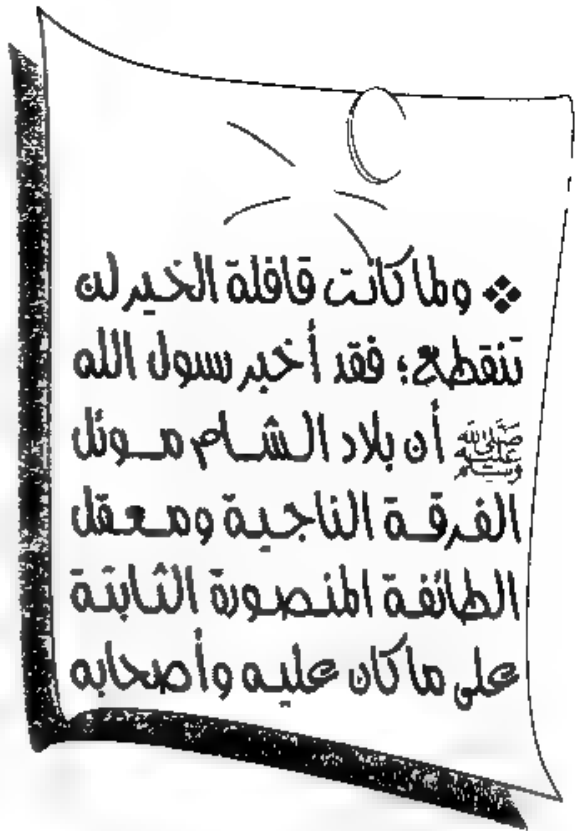 ❖ ولما كانت قافلة الخير لن
تنقطع؛ فقد أخبر رسول الله
ﷺ أن بلاد الشام موئل
الفرقة الناجية ومعقل
الطائفة المنصورة الثابتة
على ما كان عليه وأصحابه